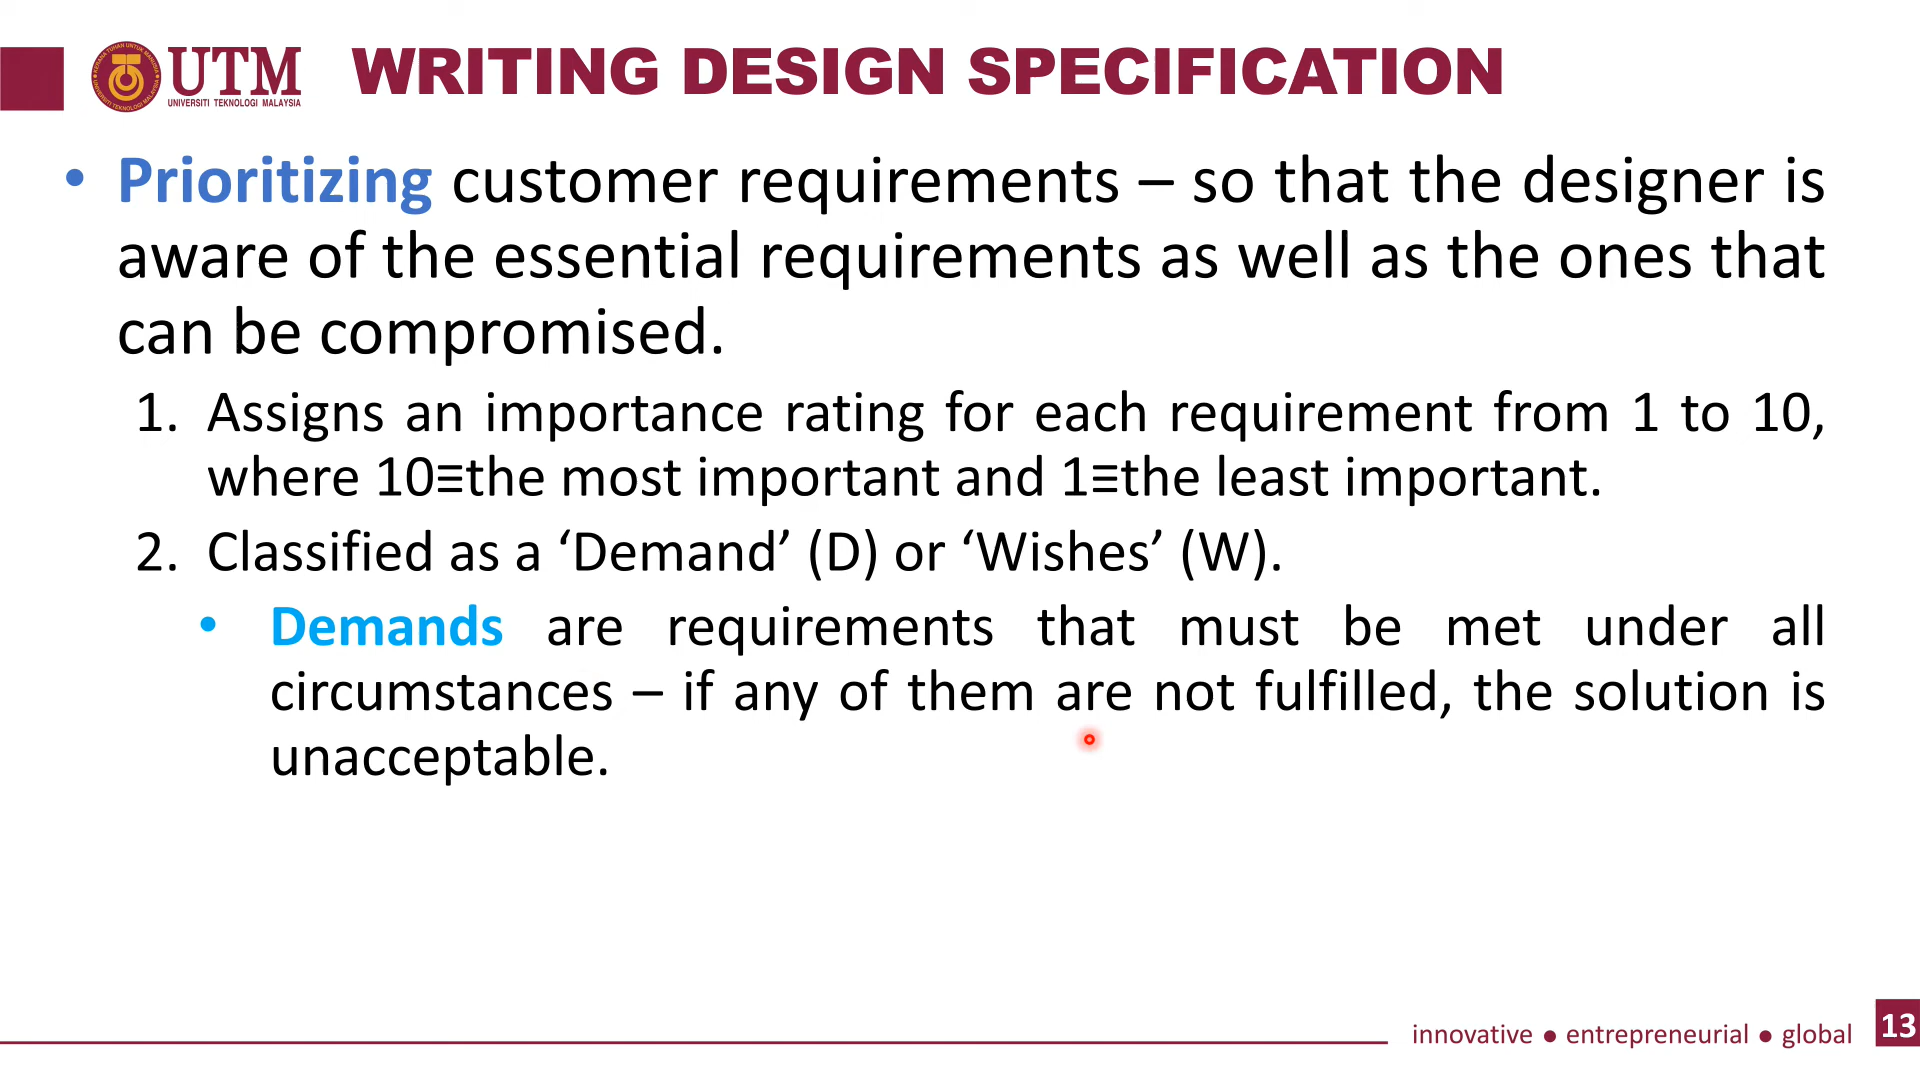 UTM
UNIVERSITI TEKNOLOGI MALAYSIA
WRITING DESIGN SPECIFICATION
• Prioritizing customer requirements – so that the designer is
aware of the essential requirements as well as the ones that
can be compromised.
1. Assigns an importance rating for each requirement from 1 to 10,
where 10≡the most important and 1≡the least important.
2. Classified as a ‘Demand’ (D) or ‘Wishes’ (W).
• Demands are requirements that must be met under all
circumstances – if any of them are not fulfilled, the solution is
unacceptable.
innovative ● entrepreneurial ● global
13